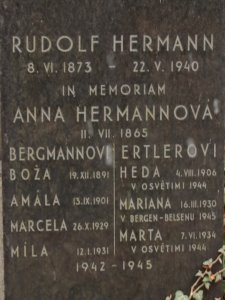 RUDOLF HERMANN
8. VI. 1873 - 22. V. 1940
IN MEMORIAM
ANNA HERMANNOVÁ
11. VII. 1865
BERGMANNOVI ERTLEROVI
BOŽA 19.XII.1891 HEDA 4. VIII. 1906
V OSVĚTIMI 1944
AMÁLA 13.IX.1901 MARIANA 16.III.1930
V BERGEN-BELSENU 1945
MARCELA 26.X.1929 MARTA 7. VI. 1934
V OSVĚTIMI 1944
MÍLA 12.I.1931
1942 - 1945